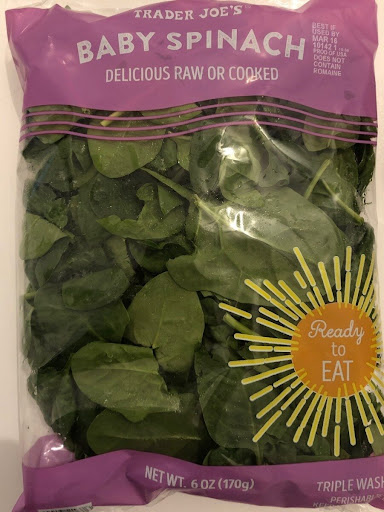 TRADER JOE'S
BABY SPINACH
DELICIOUS RAW OR COOKED
BEST IF
USED BY
MAR 16
PROD OF USA
DOES NOT
CONTAIN
ROMAINE
Ready
to
EAT
NET WT. 6 OZ (170g)
TRIPLE WASH
PERISHABL